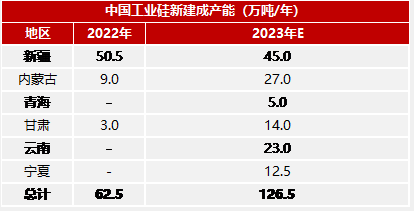 中国工业硅新建成产能（万吨/年）
地区 2022年 2023年E
新疆 50.5 45.0
内蒙古 9.0 27.0
青海 – 5.0
甘肃 3.0 14.0
云南 – 23.0
宁夏 - 12.5
总计 62.5 126.5